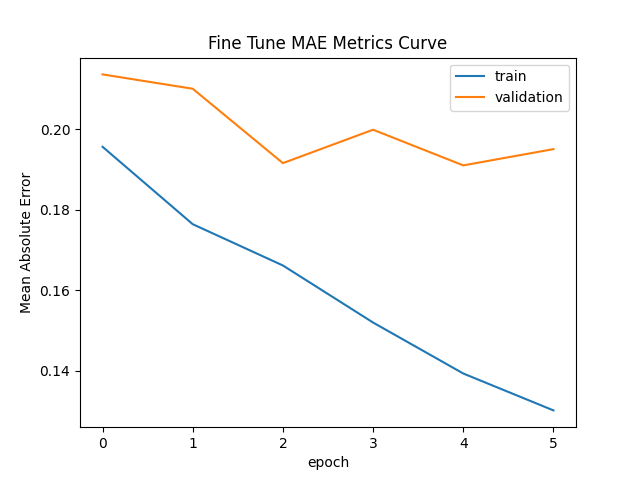 Fine Tune MAE Metrics Curve
train
validation
Mean Absolute Error
0.20
0.18
0.16
0.14
0 1 2 3 4 5
epoch